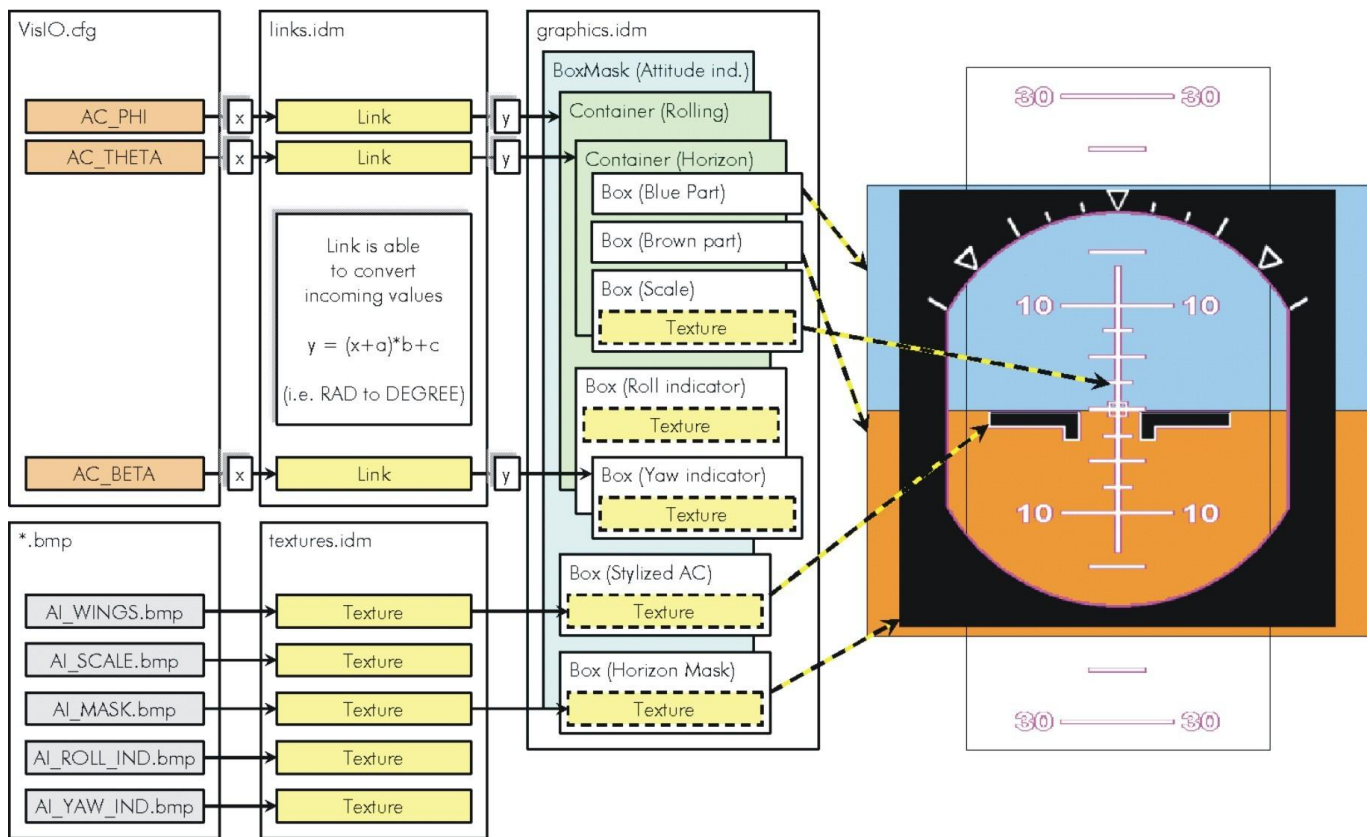 VisIO.cfg
AC_PHI
AC_THETA
AC_BETA
x
x
x
links.idm
Link
Link
Link is able
to convert
incoming values
y = (x+a)*b+c
(i.e. RAD to DEGREE)
Link
y
y
y
graphics.idm
BoxMask (Attitude ind.)
Container (Rolling)
Container (Horizon)
Box (Blue Part)
Box (Brown part)
Box (Scale)
Texture
Box (Roll indicator)
Texture
Box (Yaw indicator)
Texture
Box (Stylized AC)
Texture
Box (Horizon Mask)
Texture
*.bmp
AI_WINGS.bmp
AI_SCALE.bmp
AI_MASK.bmp
AI_ROLL_IND.bmp
AI_YAW_IND.bmp
textures.idm
Texture
Texture
Texture
Texture
Texture
30 30
10 10
10 10
30 30